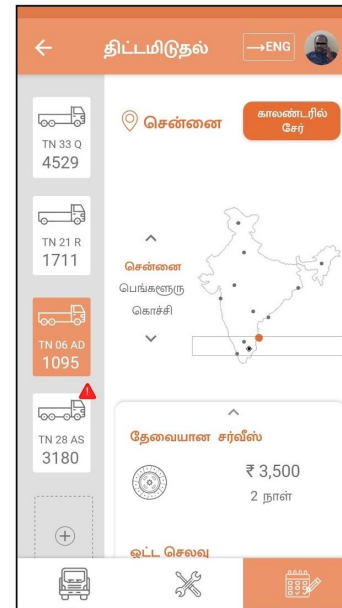 திட்டமிடுதல்
→ENG
TN 33 Q
4529
சென்னை
காலண்டரில்
சேர்
TN 21 R
1711
சென்னை
பெங்களூரு
கொச்சி
TN 06 AD
1095
TN 28 AS
3180
தேவையான சர்வீஸ்
₹ 3,500
2 நாள்
ஒட்ட செலவு